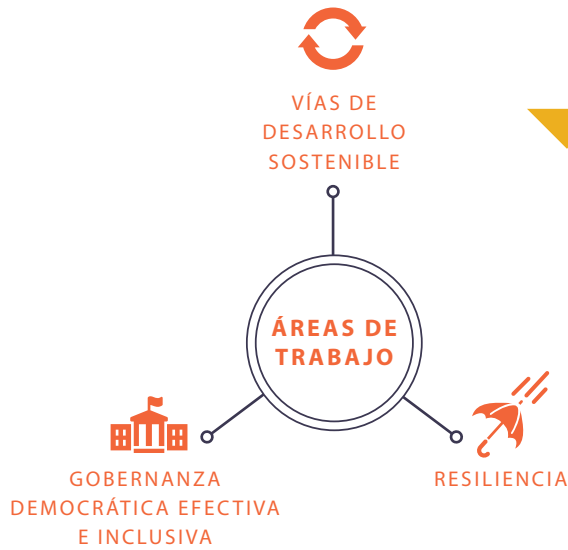 VÍAS DE
DESARROLLO
SOSTENIBLE
ÁREAS DE
TRABAJO
GOBERNANZA
DEMOCRÁTICA EFECTIVA
E INCLUSIVA
RESILIENCIA